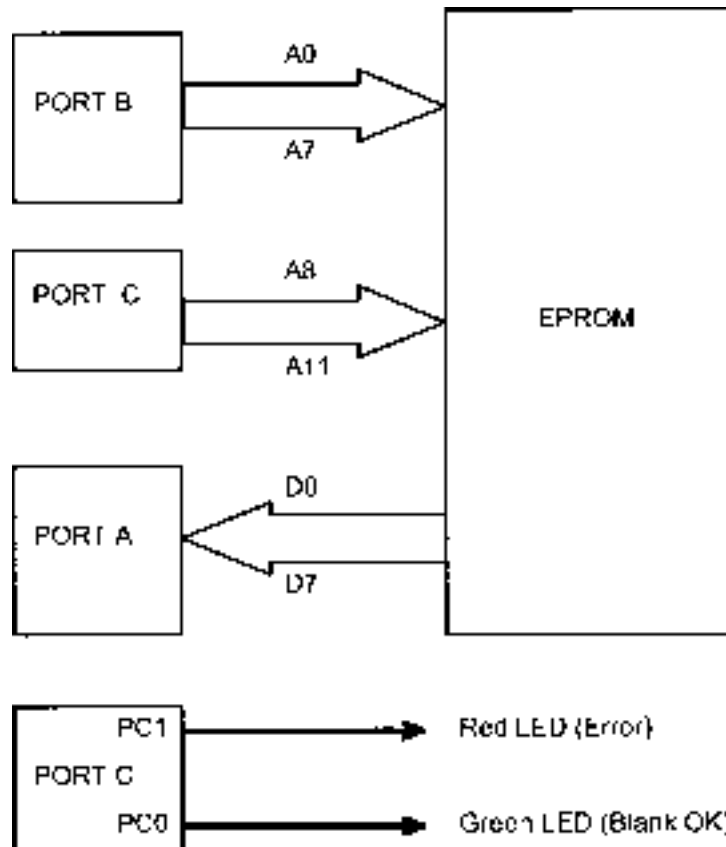 A0
PORT B
A7
A8
PORT C
EPROM
A11
D0
PORT A
D7
PC1
Red LED (Error)
PORT C
PC0
Green LED (Blank OK)